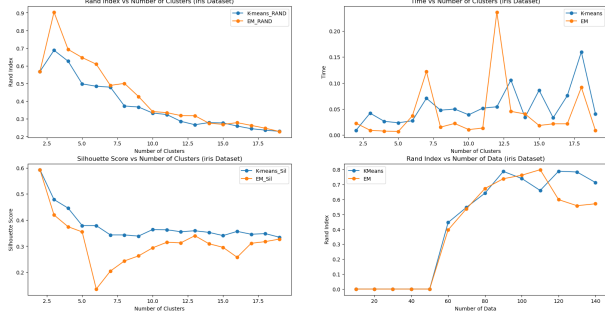 Rand Index vs Number of Clusters (Iris Dataset)
K-means_RAND
EM_RAND
Rand Index
0.9
0.8
0.7
0.6
0.5
0.4
0.3
0.2
2.5 5.0 7.5 10.0 12.5 15.0 17.5
Number of Clusters
Time vs Number of Clusters (Iris Dataset)
K-means
EM
Time
0.20
0.15
0.10
0.05
0.00
2.5 5.0 7.5 10.0 12.5 15.0 17.5
Number of Clusters
Silhouette Score vs Number of Clusters (iris Dataset)
K-means_Sil
EM_Sil
Silhouette Score
0.6
0.5
0.4
0.3
0.2
2.5 5.0 7.5 10.0 12.5 15.0 17.5
Number of Clusters
Rand Index vs Number of Data (iris Dataset)
KMeans
EM
Rand Index
0.8
0.7
0.6
0.5
0.4
0.3
0.2
0.1
0.0
20 40 60 80 100 120 140
Number of Data